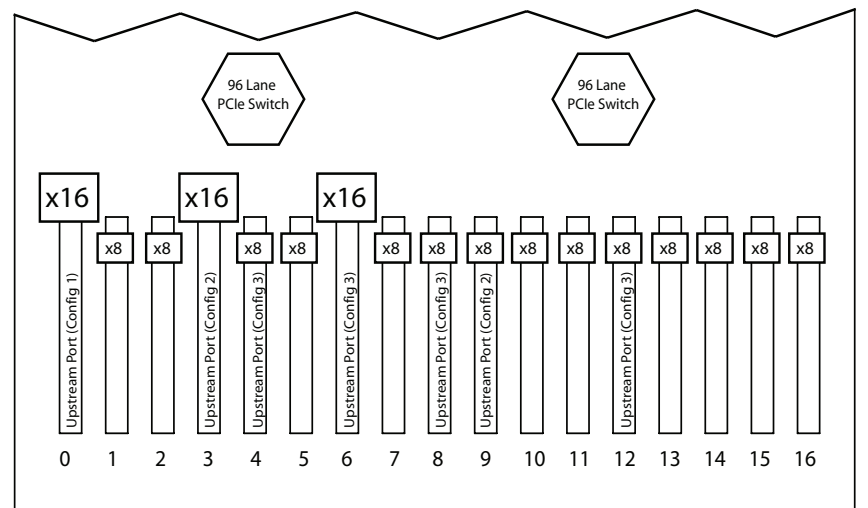 96 Lane
PCIe Switch
96 Lane
PCIe Switch
x16
x16
x16
x8
x8
x8
x8
x8
x8
x8
x8
x8
x8
x8
x8
x8
x8
Upstream Port (Config 1)
Upstream Port (Config 2)
Upstream Port (Config 3)
Upstream Port (Config 3)
Upstream Port (Config 3)
Upstream Port (Config 2)
Upstream Port (Config 3)
0 1 2 3 4 5 6 7 8 9 10 11 12 13 14 15 16